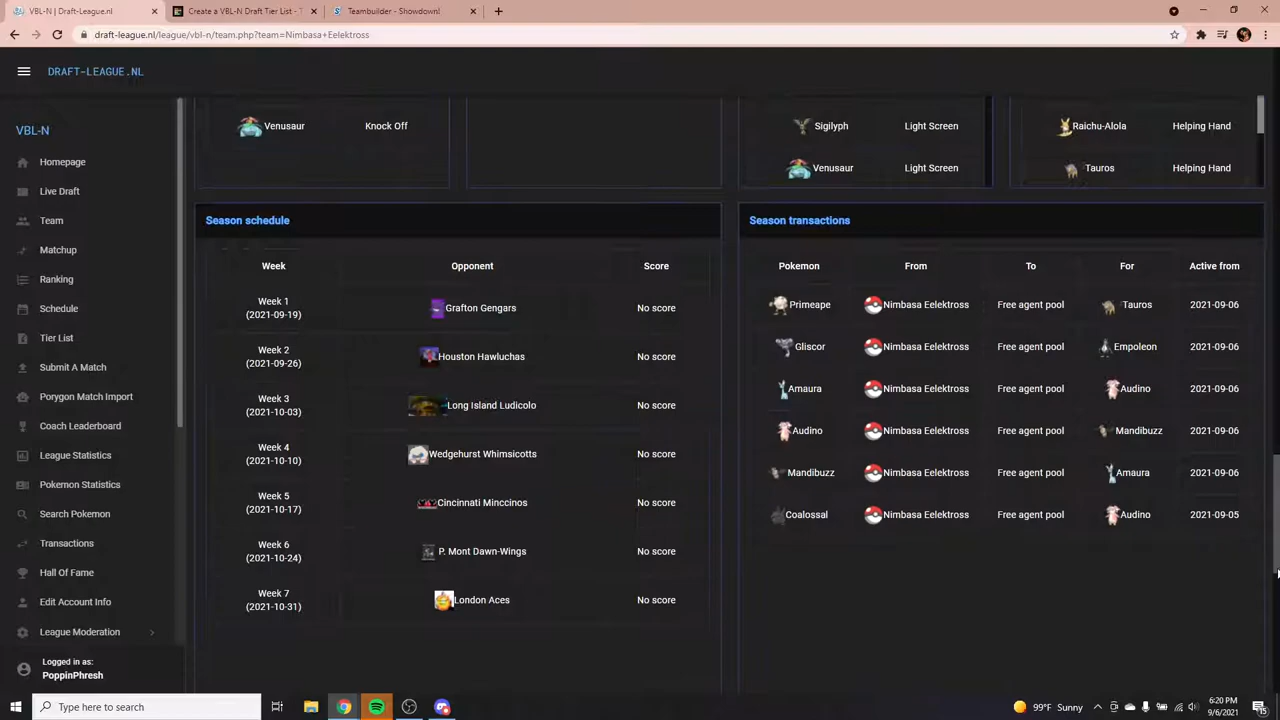 VBL-N | Draft-League.nl
Create a VBL-N Draft Tier List - T
Teambuilder - Showdown!
draft-league.nl/league/vbl-n/team.php?team=Nimbasa+Eelektross
DRAFT-LEAGUE.NL
VBL-N
Homepage
Live Draft
Team
Matchup
Ranking
Schedule
Tier List
Submit A Match
Porygon Match Import
Coach Leaderboard
League Statistics
Pokemon Statistics
Search Pokemon
Transactions
Hall Of Fame
Edit Account Info
League Moderation
Logged in as:
PoppinPhresh
Venusaur Knock Off
Sigilyph Light Screen
Venusaur Light Screen
Raichu-Alola Helping Hand
Tauros Helping Hand
Season schedule
Week Opponent Score
Week 1
(2021-09-19)
Grafton Gengars No score
Week 2
(2021-09-26)
Houston Hawluchas No score
Week 3
(2021-10-03)
Long Island Ludicolo No score
Week 4
(2021-10-10)
Wedgehurst Whimsicotts No score
Week 5
(2021-10-17)
Cincinnati Minccinos No score
Week 6
(2021-10-24)
P. Mont Dawn-Wings No score
Week 7
(2021-10-31)
London Aces No score
Season transactions
Pokemon From To For Active from
Primeape Nimbasa Eelektross Free agent pool Tauros 2021-09-06
Gliscor Nimbasa Eelektross Free agent pool Empoleon 2021-09-06
Amaura Nimbasa Eelektross Free agent pool Audino 2021-09-06
Audino Nimbasa Eelektross Free agent pool Mandibuzz 2021-09-06
Mandibuzz Nimbasa Eelektross Free agent pool Amaura 2021-09-06
Coalossal Nimbasa Eelektross Free agent pool Audino 2021-09-05
Type here to search
99°F Sunny
6:20 PM
9/6/2021
15